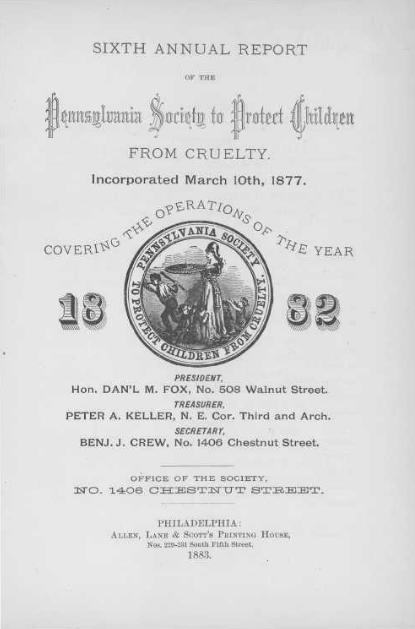 SIXTH ANNUAL REPORT
OF THE
Pennsylvania Society to Protect Children
FROM CRUELTY.
Incorporated March 10th, 1877.
COVERING THE OPERATIONS OF THE YEAR
PENNSYLVANIA SOCIETY
TO PROTECT CHILDREN FROM CRUELTY.
18 82
PRESIDENT,
Hon. DAN'L M. FOX, No. 508 Walnut Street.
TREASURER,
PETER A. KELLER, N. E. Cor. Third and Arch.
SECRETARY,
BENJ. J. CREW, No. 1406 Chestnut Street.
OFFICE OF THE SOCIETY,
NO. 1406 CHESTNUT STREET.
PHILADELPHIA:
ALLEN, LANE & SCOTT'S PRINTING HOUSE,
Nos. 229-231 South Fifth Street,
1883.